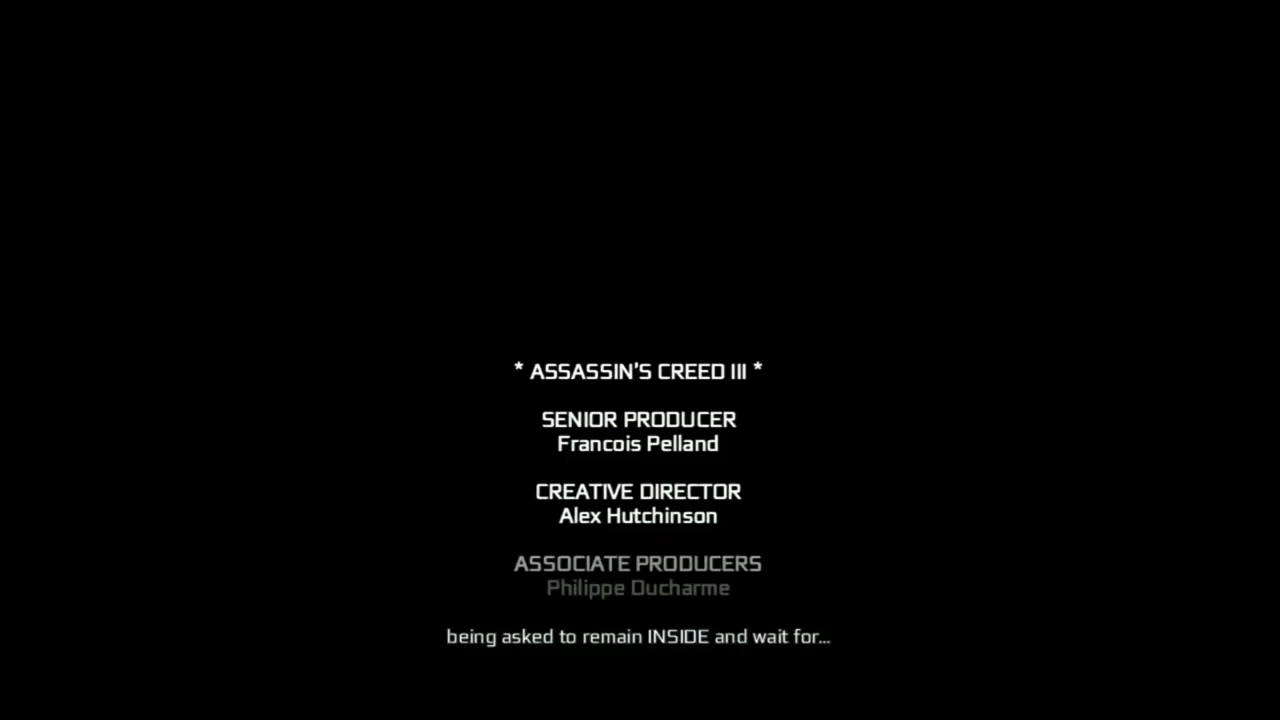 * ASSASSIN'S CREED III *
SENIOR PRODUCER
Francois Pelland
CREATIVE DIRECTOR
Alex Hutchinson
ASSOCIATE PRODUCERS
Philippe Ducharme
being asked to remain INSIDE and wait for...